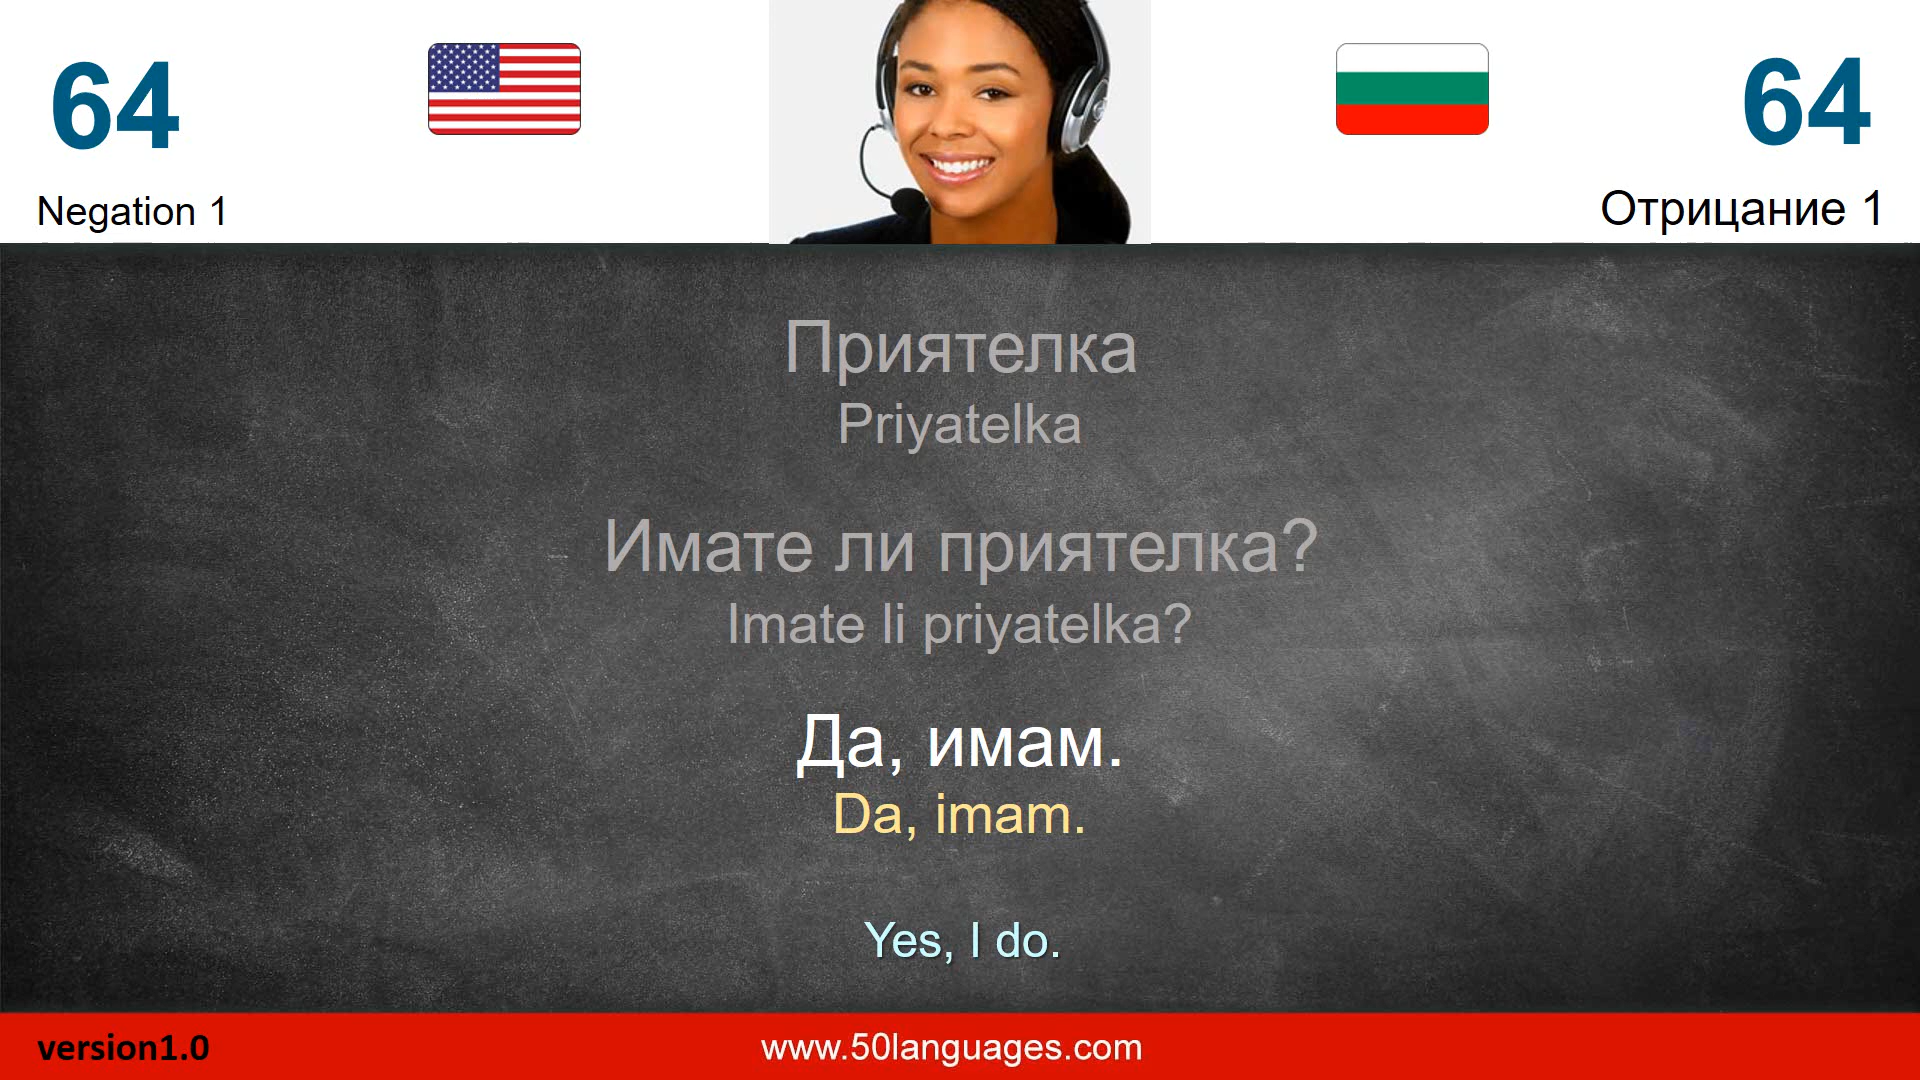 64
64
Negation 1
Отрицание 1
Приятелка
Priyatelka
Имате ли приятелка?
Imate li priyatelka?
Да, имам.
Da, imam.
Yes, I do.
version1.0
www.50languages.com